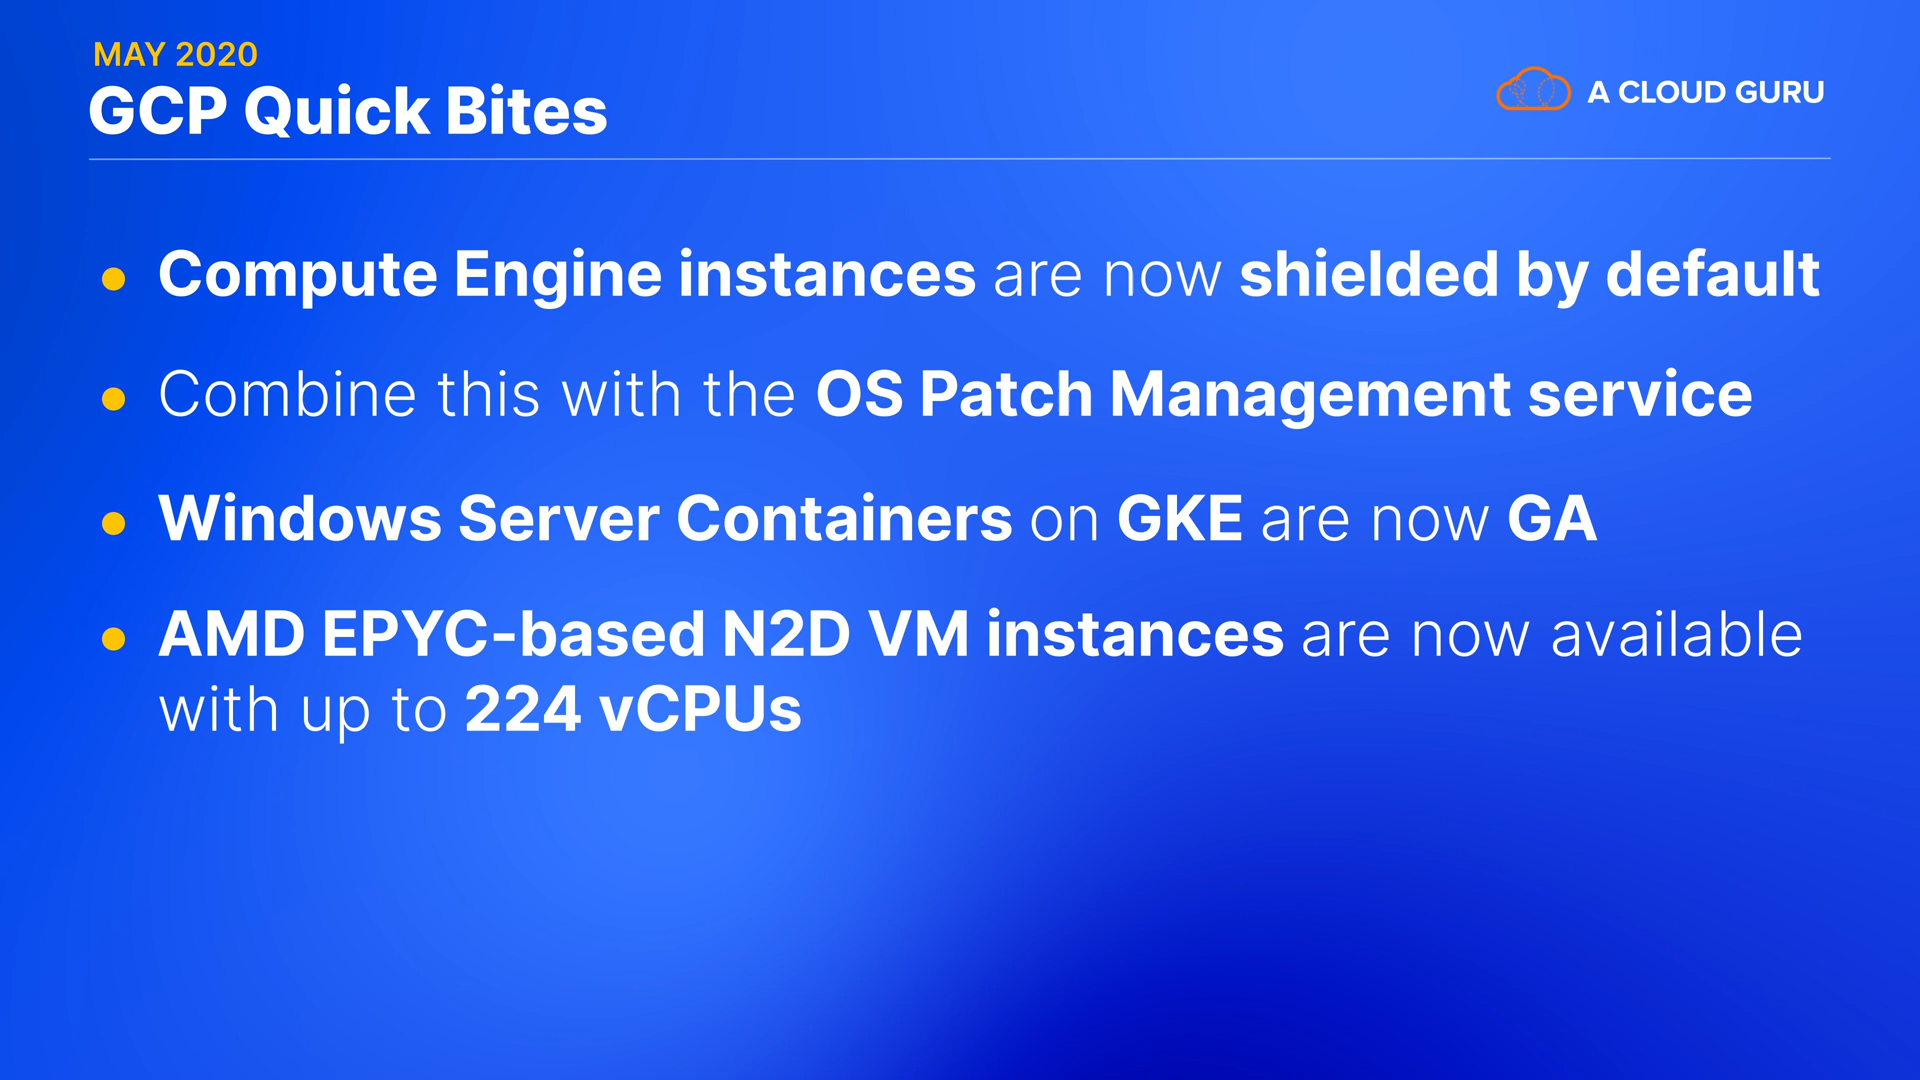 MAY 2020
GCP Quick Bites
A CLOUD GURU
Compute Engine instances are now shielded by default
Combine this with the OS Patch Management service
Windows Server Containers on GKE are now GA
AMD EPYC-based N2D VM instances are now available
with up to 224 vCPUs